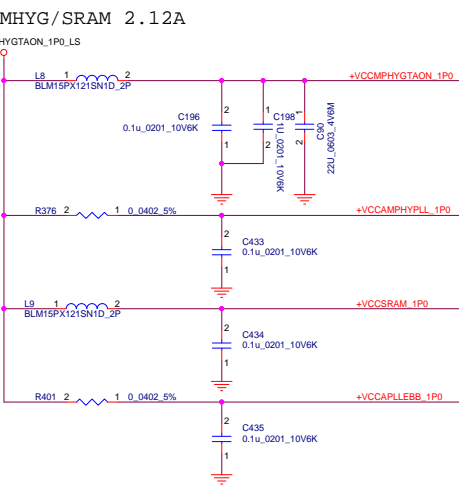 MHYG/SRAM 2.12A
HYGTAON_1P0_LS
L8 1 2 +VCCMPHYGTAON_1P0
BLM15PX121SN1D_2P
C196 2 1
0.1u_0201_10V6K
C198 1 2
1U_0201_10V6K
C90 1 2
22U_0603_4V6M
R376 2 1 0_0402_5% +VCCAMPHYPLL_1P0
2 C433
0.1u_0201_10V6K
1
L9 1 2 +VCCSRAM_1P0
BLM15PX121SN1D_2P
2 C434
0.1u_0201_10V6K
1
R401 2 1 0_0402_5% +VCCAPLLEBB_1P0
2 C435
0.1u_0201_10V6K
1